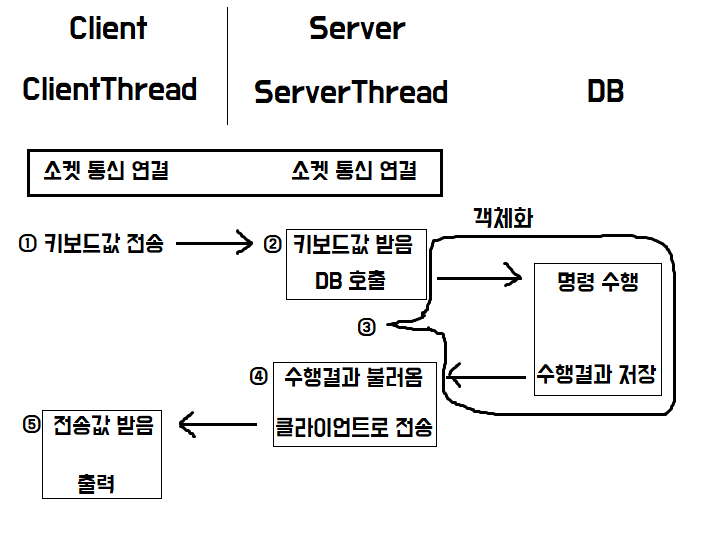 Client Server
ClientThread ServerThread DB
소켓 통신 연결 소켓 통신 연결
객체화
① 키보드값 전송 ② 키보드값 받음
DB 호출 명령 수행
③
④ 수행결과 불러옴 수행결과 저장
⑤ 전송값 받음 클라이언트로 전송
출력